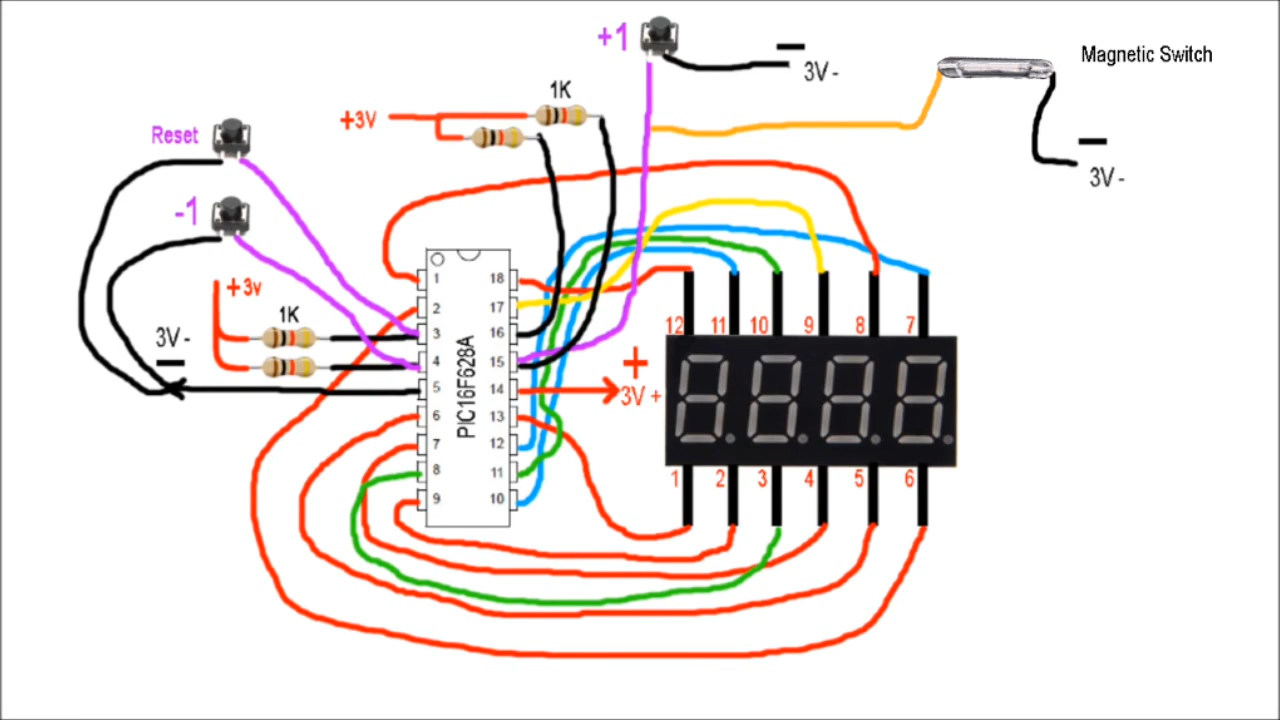 +1
3V -
Magnetic Switch
3V -
1K
+3V
Reset
-1
+3v
1K
3V -
PIC16F628A
1
2
3
4
5
6
7
8
9
18
17
16
15
14
13
12
11
10
+
3V +
12 11 10 9 8 7
1 2 3 4 5 6